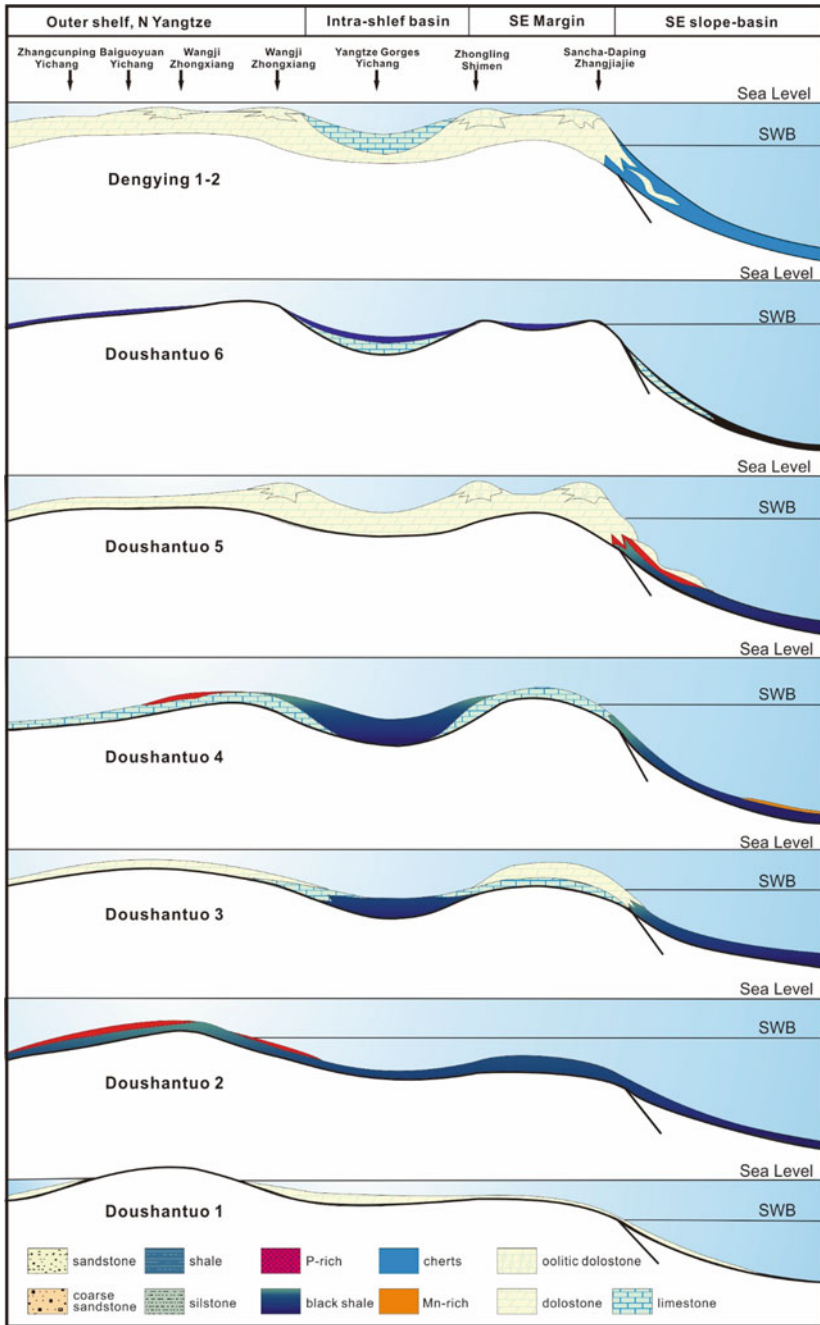 Outer shelf, N Yangtze Intra-shlef basin SE Margin SE slope-basin
Zhangcunping Baiguoyuan Wangji Wangji Yangtze Gorges Zhongling Sancha-Daping
Yichang Yichang Zhongxiang Zhongxiang Yichang Shimen Zhangjiajie
Sea Level
SWB
Dengying 1-2
Sea Level
SWB
Doushantuo 6
Sea Level
SWB
Doushantuo 5
Sea Level
SWB
Doushantuo 4
Sea Level
SWB
Doushantuo 3
Sea Level
SWB
Doushantuo 2
Sea Level
SWB
Doushantuo 1
sandstone shale P-rich cherts oolitic dolostone
coarse sandstone silstone black shale Mn-rich dolostone limestone